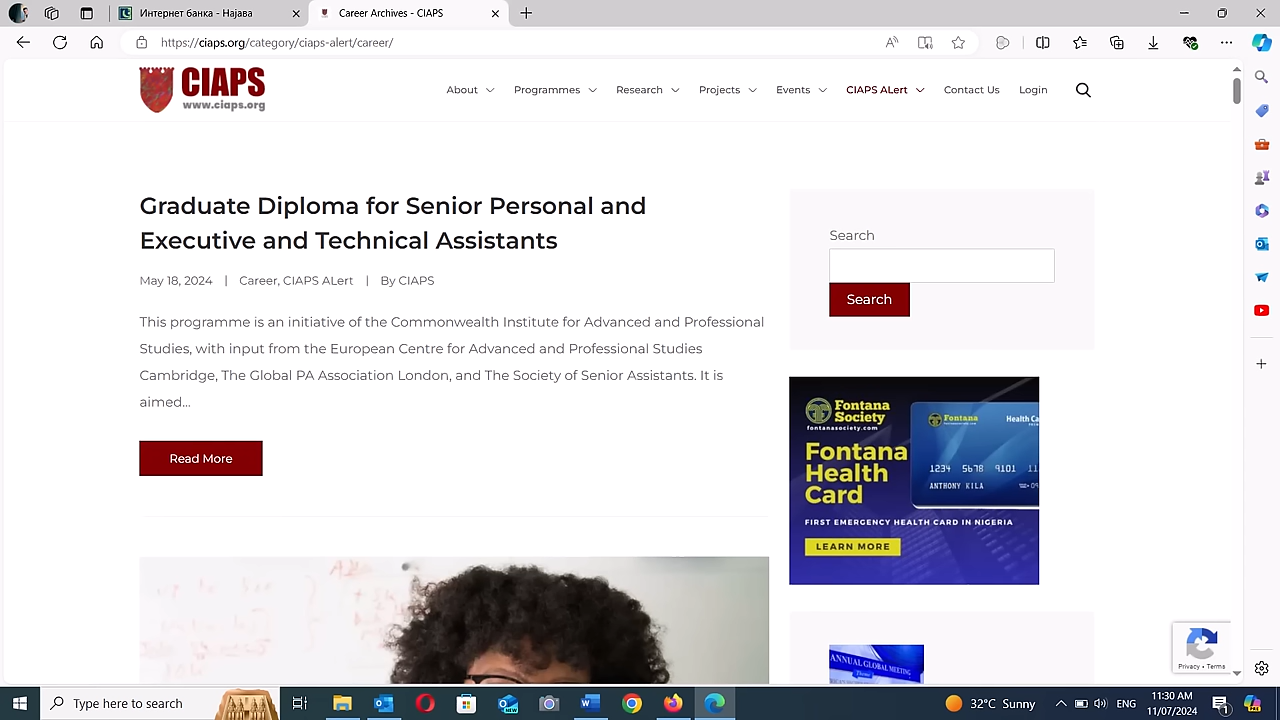 Интернет банка - Најава
Career Archives - CIAPS
https://ciaps.org/category/ciaps-alert/career/
CIAPS
www.ciaps.org
About
Programmes
Research
Projects
Events
CIAPS ALert
Contact Us
Login
Graduate Diploma for Senior Personal and
Executive and Technical Assistants
May 18, 2024 | Career, CIAPS ALert | By CIAPS
This programme is an initiative of the Commonwealth Institute for Advanced and Professional
Studies, with input from the European Centre for Advanced and Professional Studies
Cambridge, The Global PA Association London, and The Society of Senior Assistants. It is
aimed...
Read More
Search
Search
Fontana
Society
fontanasociety.com
Fontana
Health
Card
FIRST EMERGENCY HEALTH CARD IN NIGERIA
LEARN MORE
Fontana
Health Ca
1234 5678 9101 11
ANTHONY KILA
ANNUAL GLOBAL MEETING
Privacy - Terms
Type here to search
NEW
32°C Sunny
ENG
11:30 AM
11/07/2024